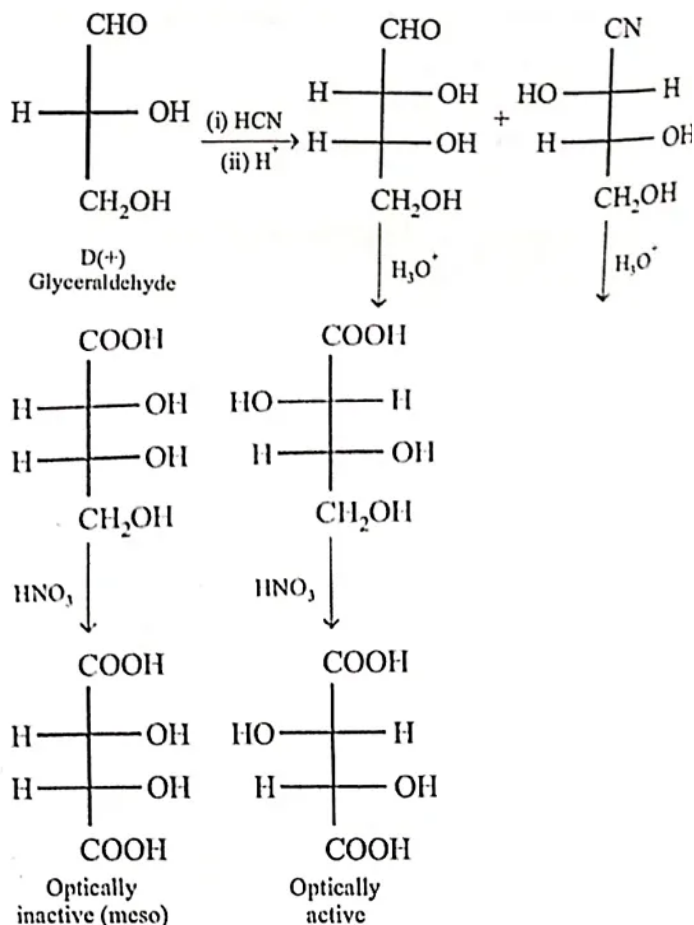 CHO CHO CN
H OH (i) HCN H OH + HO H
(ii) H⁺ H OH H OH
CH₂OH CH₂OH CH₂OH
D(+)
Glyceraldehyde
H₃O⁺ H₃O⁺
COOH COOH
H OH HO H
H OH H OH
CH₂OH CH₂OH
HNO₃ HNO₃
COOH COOH
H OH HO H
H OH H OH
COOH COOH
Optically Optically
inactive (meso) active